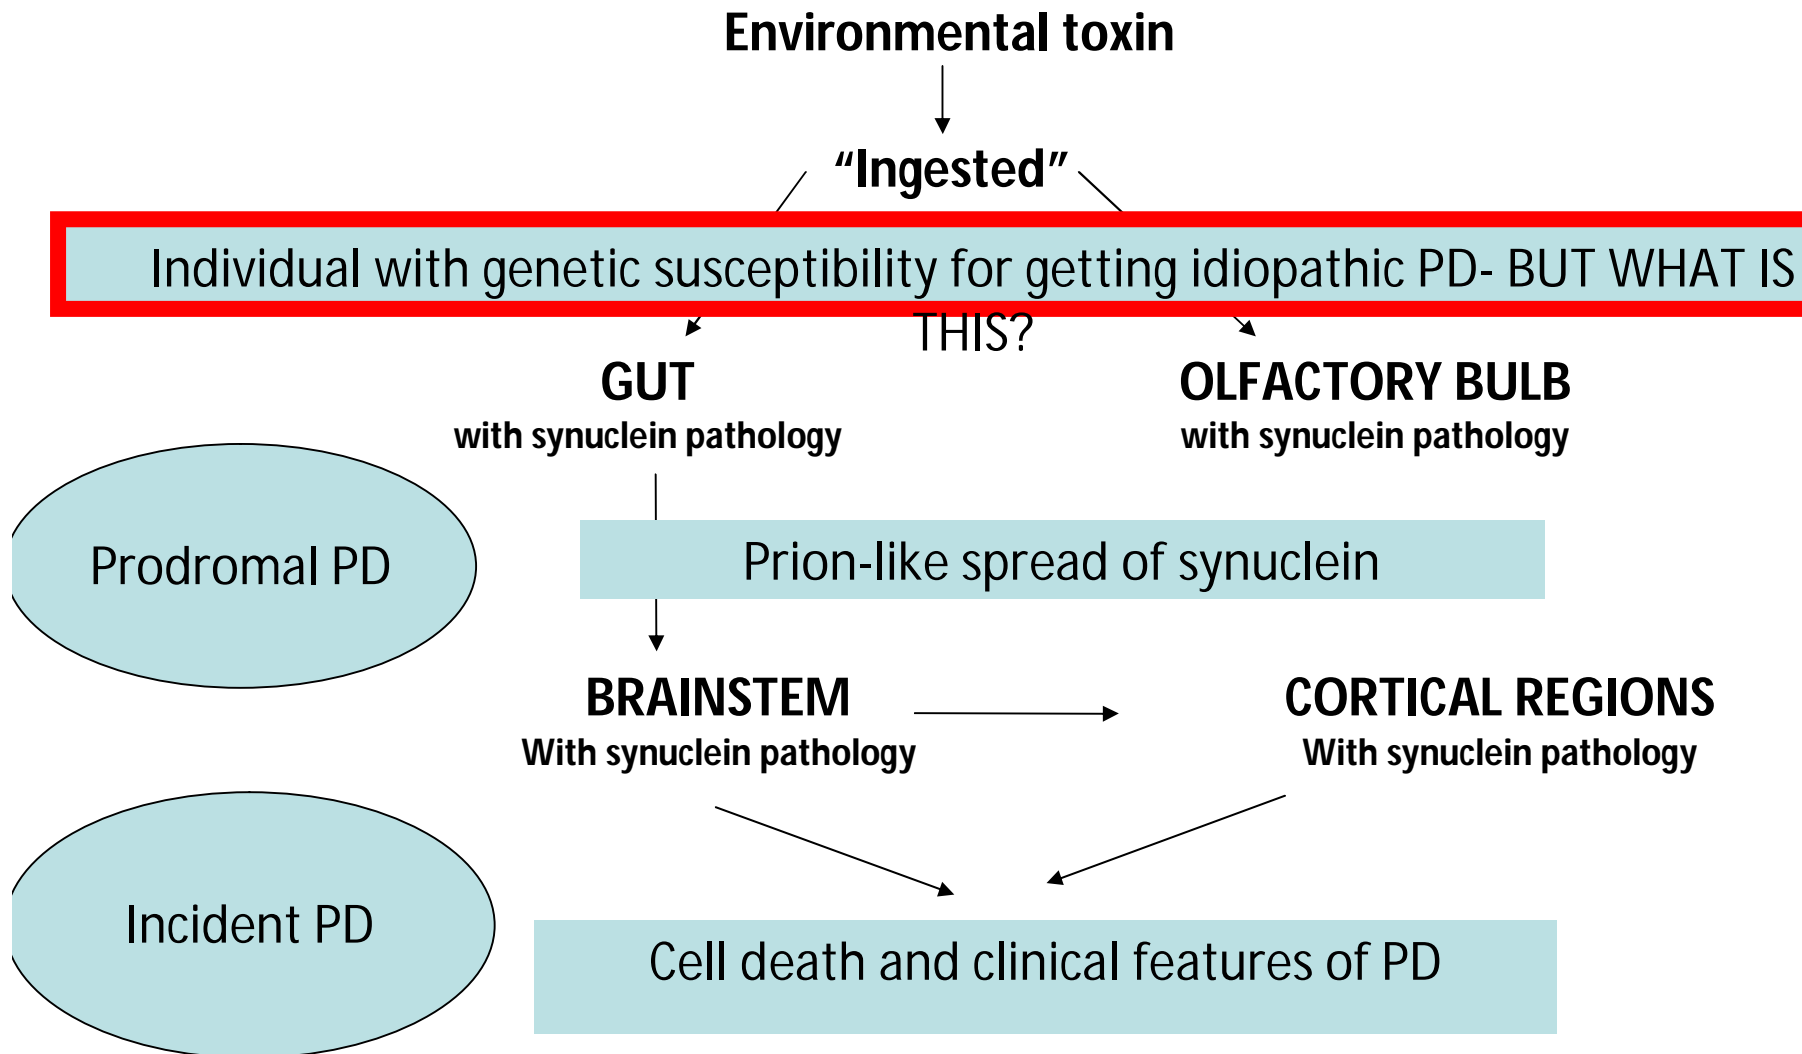 Environmental toxin
“Ingested”
Individual with genetic susceptibility for getting idiopathic PD- BUT WHAT IS
THIS?
GUT
with synuclein pathology
OLFACTORY BULB
with synuclein pathology
Prodromal PD
Prion-like spread of synuclein
BRAINSTEM
With synuclein pathology
CORTICAL REGIONS
With synuclein pathology
Incident PD
Cell death and clinical features of PD